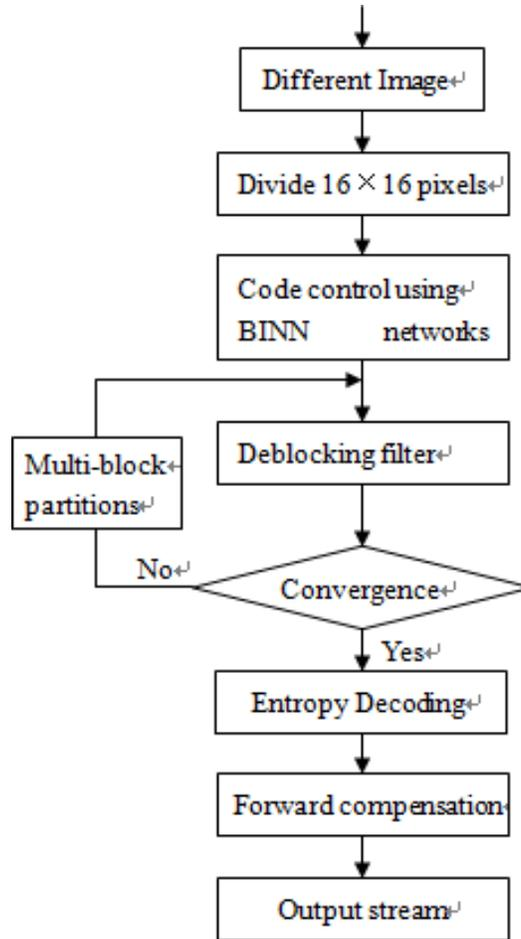 Different Image
Divide 16 × 16 pixels
Code control using
BINN networks
Deblocking filter
Multi-block
partitions
No
Convergence
Yes
Entropy Decoding
Forward compensation
Output stream